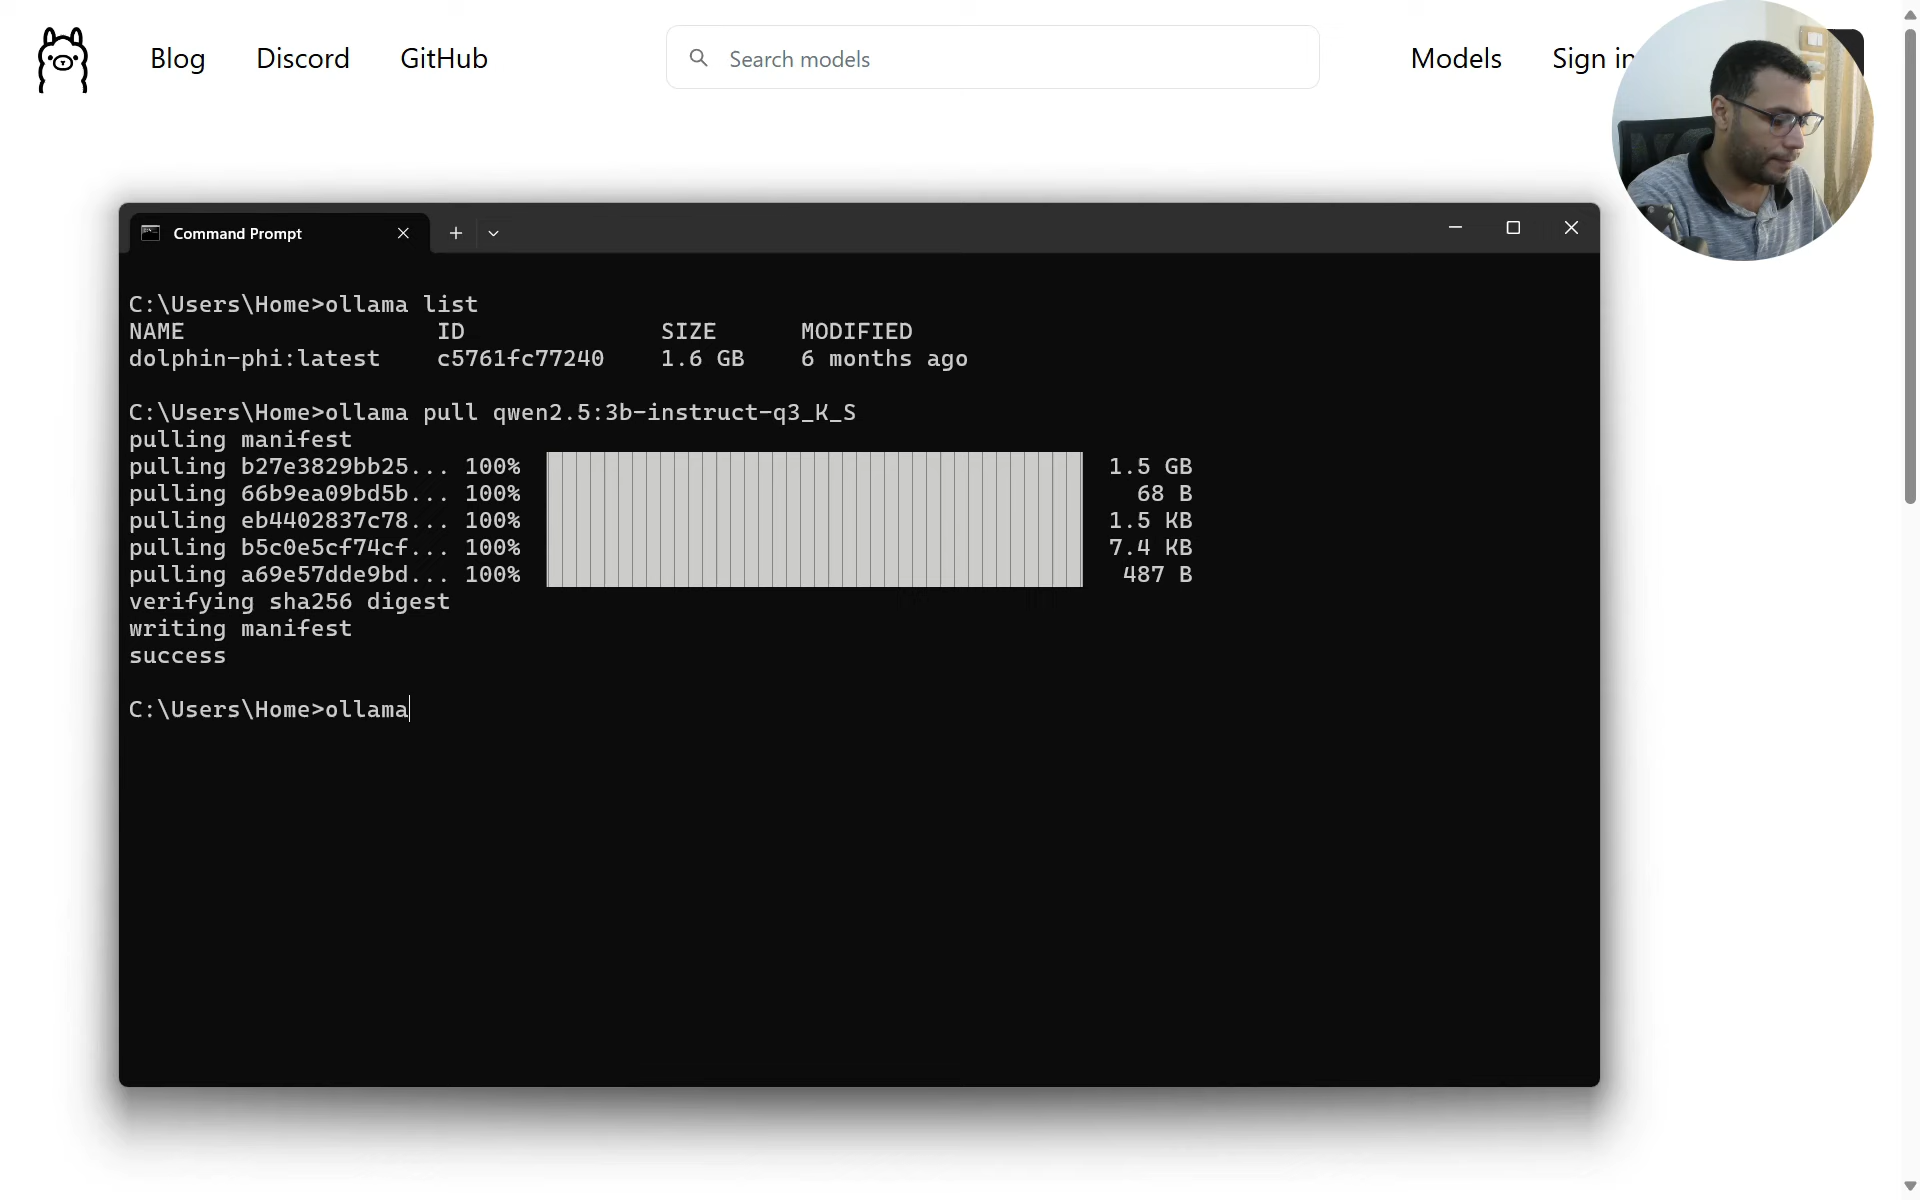 Blog Discord GitHub Search models Models Sign in
Command Prompt
C:\Users\Home>ollama list
NAME ID SIZE MODIFIED
dolphin-phi:latest c5761fc77240 1.6 GB 6 months ago
C:\Users\Home>ollama pull qwen2.5:3b-instruct-q3_K_S
pulling manifest
pulling b27e3829bb25... 100% 1.5 GB
pulling 66b9ea09bd5b... 100% 68 B
pulling eb4402837c78... 100% 1.5 KB
pulling b5c0e5cf74cf... 100% 7.4 KB
pulling a69e57dde9bd... 100% 487 B
verifying sha256 digest
writing manifest
success
C:\Users\Home>ollama